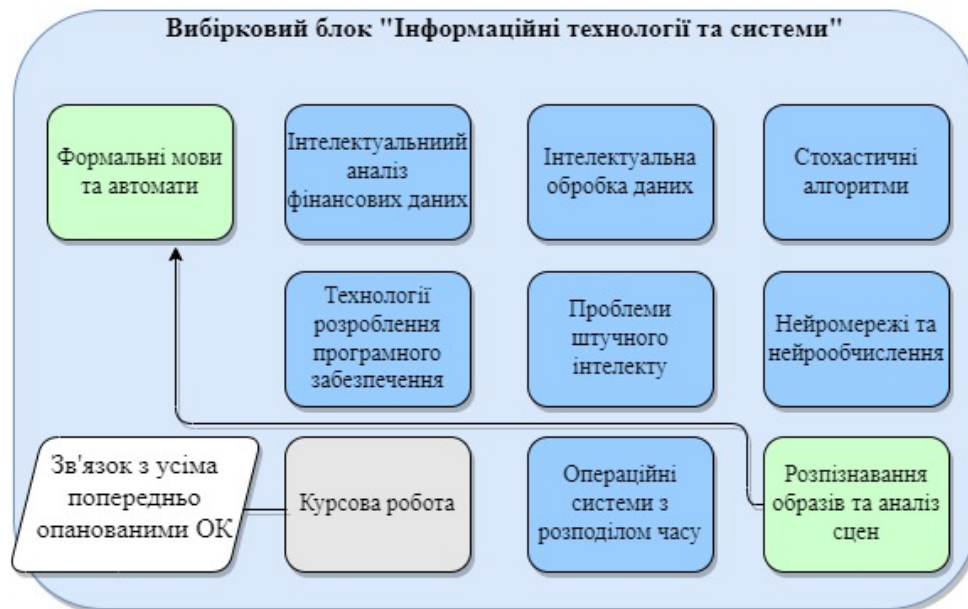 Вибірковий блок "Інформаційні технології та системи"
Формальні мови
та автомати
Інтелектуальниий
аналіз
фінансових даних
Інтелектуальна
обробка даних
Стохастичні
алгоритми
Технології
розроблення
програмного
забезпечення
Проблеми
штучного
інтелекту
Нейромережі та
нейрообчислення
Зв'язок з усіма
попередньо
опанованими ОК
Курсова робота
Операційні
системи з
розподілом часу
Розпізнавання
образів та аналіз
сцен